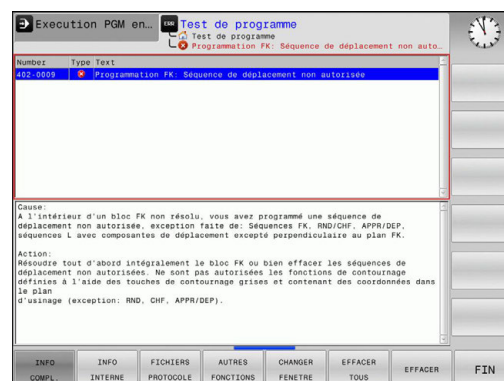 Execution PGM en...
Test de programme
Test de programme
Programmation FK: Séquence de déplacement non auto…
Number Type Text
402-0009 Programmation FK: Séquence de déplacement non autorisée
Cause:
A l'intérieur d'un bloc FK non résolu, vous avez programmé une séquence de
déplacement non autorisée, exception faite de: Séquences FK, RND/CHF, APPR/DEP,
séquences L avec composantes de déplacement excepté perpendiculaire au plan FK.
Action:
Résoudre tout d'abord intégralement le bloc FK ou bien effacer les séquences de
déplacement non autorisées. Ne sont pas autorisées les fonctions de contournage
définies à l'aide des touches de contournage grises et contenant des coordonnées dans
le plan
d'usinage (exception: RND, CHF, APPR/DEP).
INFO COMPL.
INFO INTERNE
FICHIERS PROTOCOLE
AUTRES FONCTIONS
CHANGER FENETRE
EFFACER TOUS
EFFACER
FIN